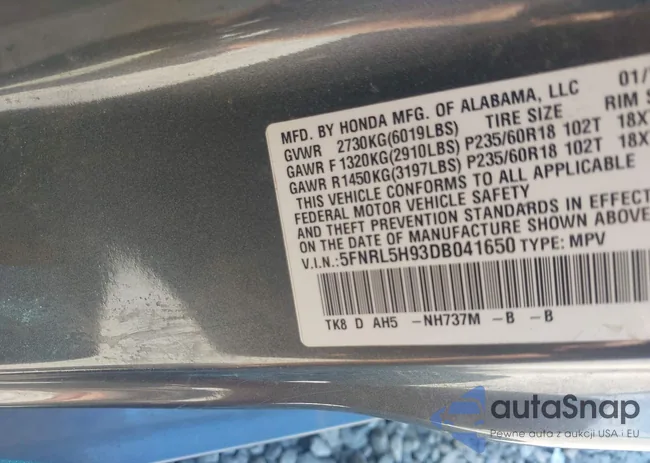 MFD. BY HONDA MFG. OF ALABAMA, LLC 01/
GVWR 2730KG(6019LBS) TIRE SIZE RIM S
GAWR F 1320KG(2910LBS) P235/60R18 102T 18X
GAWR R1450KG(3197LBS) P235/60R18 102T 18X
THIS VEHICLE CONFORMS TO ALL APPLICABLE
FEDERAL MOTOR VEHICLE SAFETY
AND THEFT PREVENTION STANDARDS IN EFFECT
ON THE DATE OF MANUFACTURE SHOWN ABOVE
V.I.N.:5FNRL5H93DB041650 TYPE: MPV
TK8 D AH5 -NH737M -B -B
autoSnap
Pewne auta z aukcji USA i EU